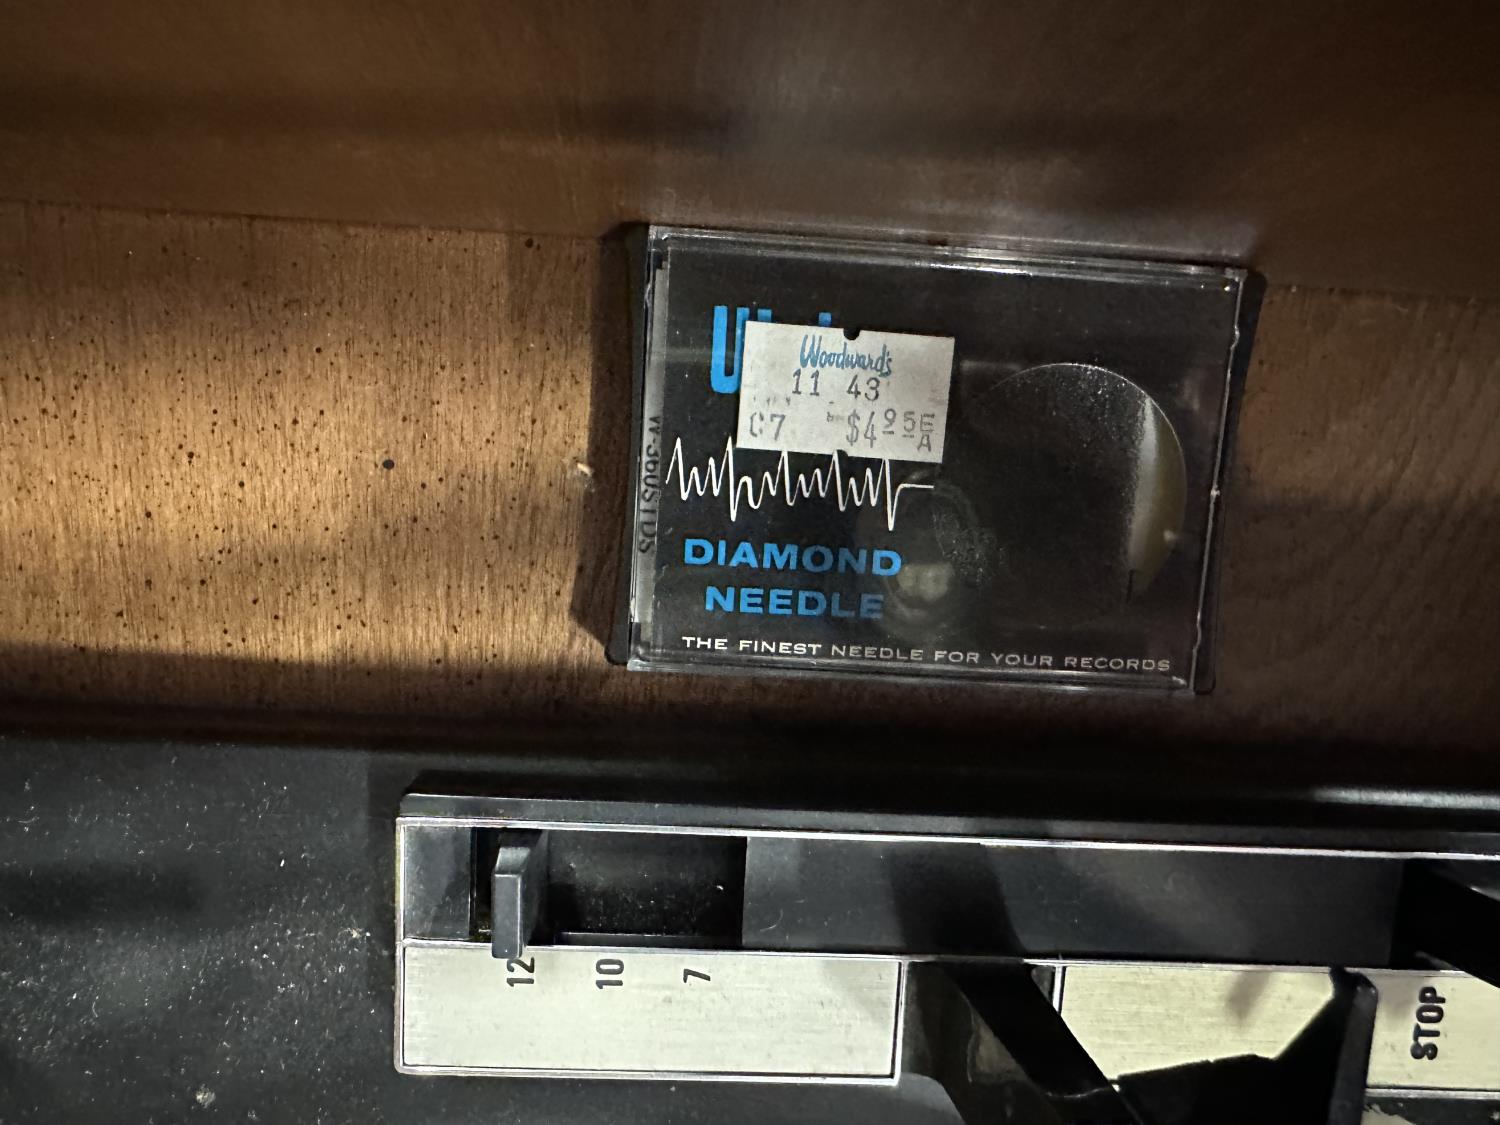 Woodward's
11 43
C7 $4.95 EA
W-360STDS
DIAMOND
NEEDLE
THE FINEST NEEDLE FOR YOUR RECORDS
12 10 7
STOP